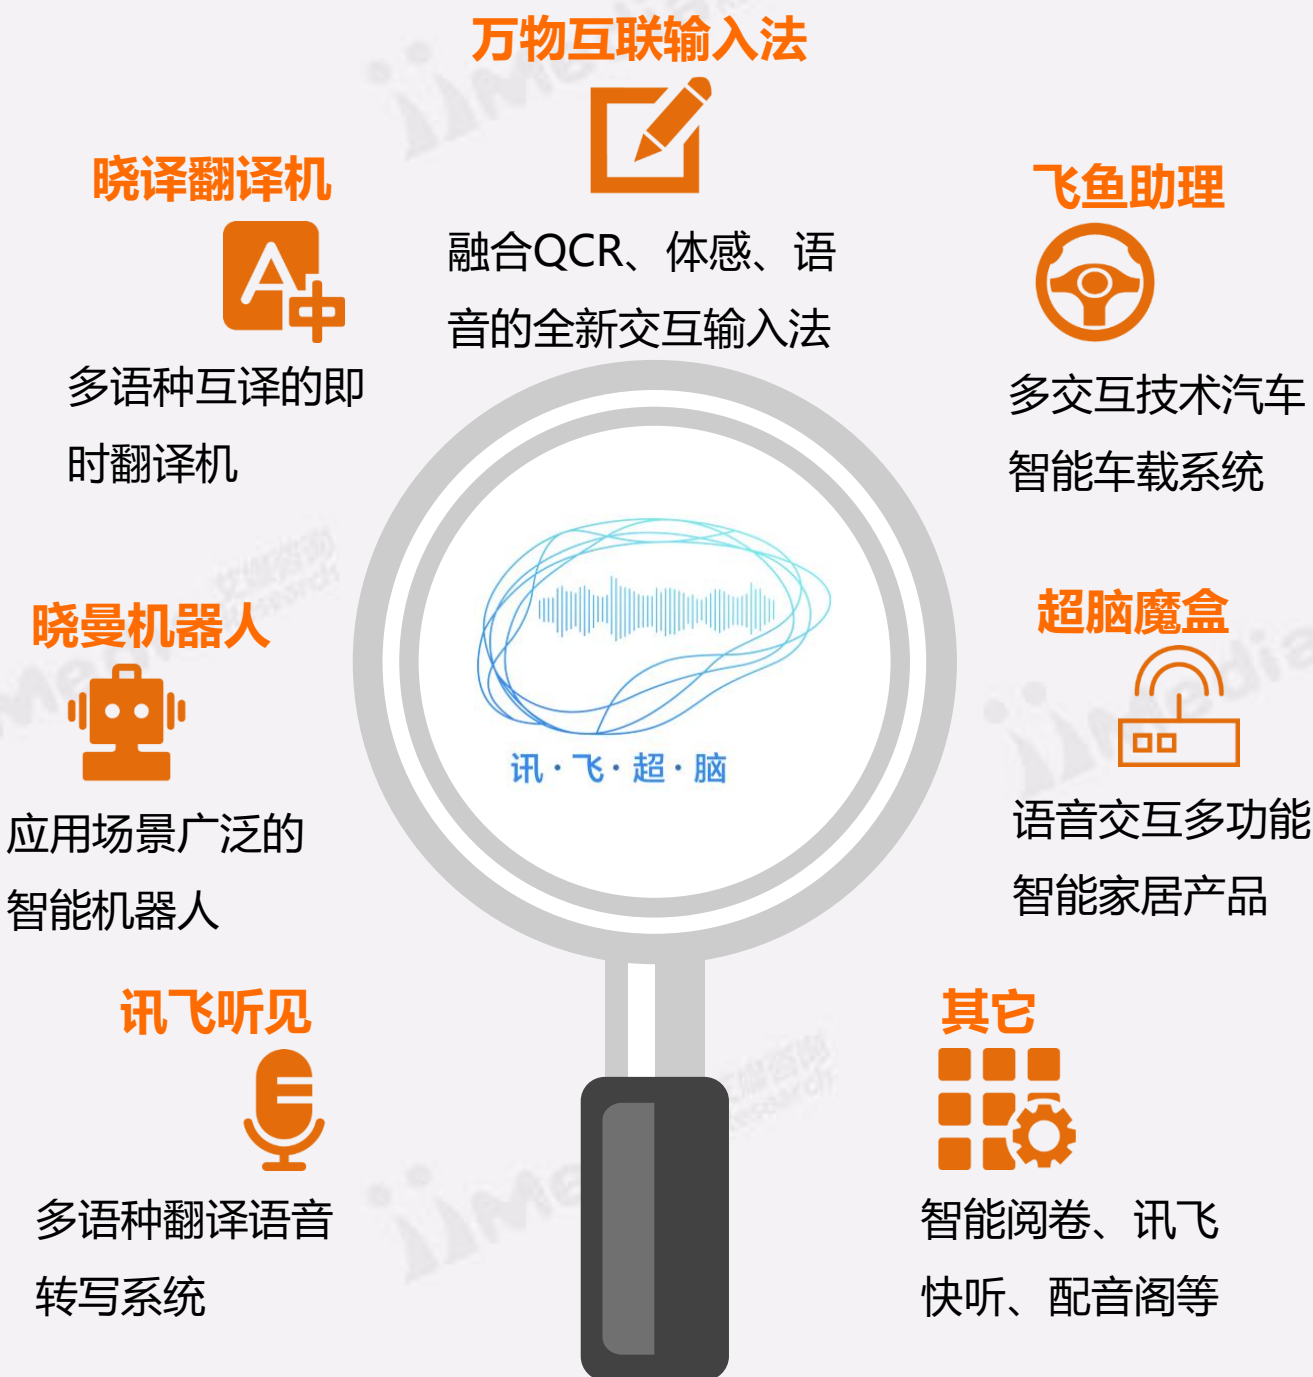 万物互联输入法
融合QCR、体感、语
音的全新交互输入法
晓译翻译机
多语种互译的即
时翻译机
飞鱼助理
多交互技术汽车
智能车载系统
晓曼机器人
应用场景广泛的
智能机器人
讯·飞·超·脑
超脑魔盒
语音交互多功能
智能家居产品
讯飞听见
多语种翻译语音
转写系统
其它
智能阅卷、讯飞
快听、配音阁等